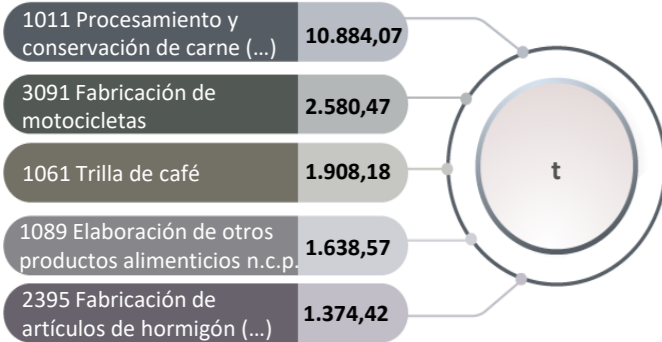 1011 Procesamiento y
conservación de carne (...)
10.884,07
3091 Fabricación de
motocicletas
2.580,47
1061 Trilla de café
1.908,18
1089 Elaboración de otros
productos alimenticios n.c.p.
1.638,57
2395 Fabricación de
artículos de hormigón (...)
1.374,42
t